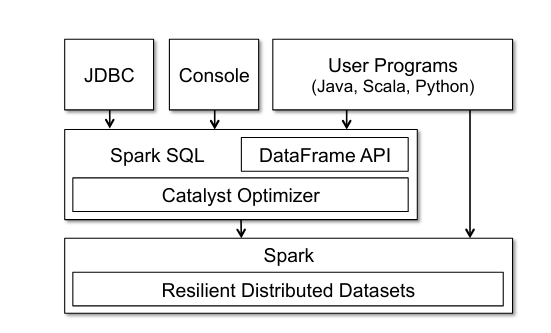 JDBC
Console
User Programs
(Java, Scala, Python)
Spark SQL
DataFrame API
Catalyst Optimizer
Spark
Resilient Distributed Datasets